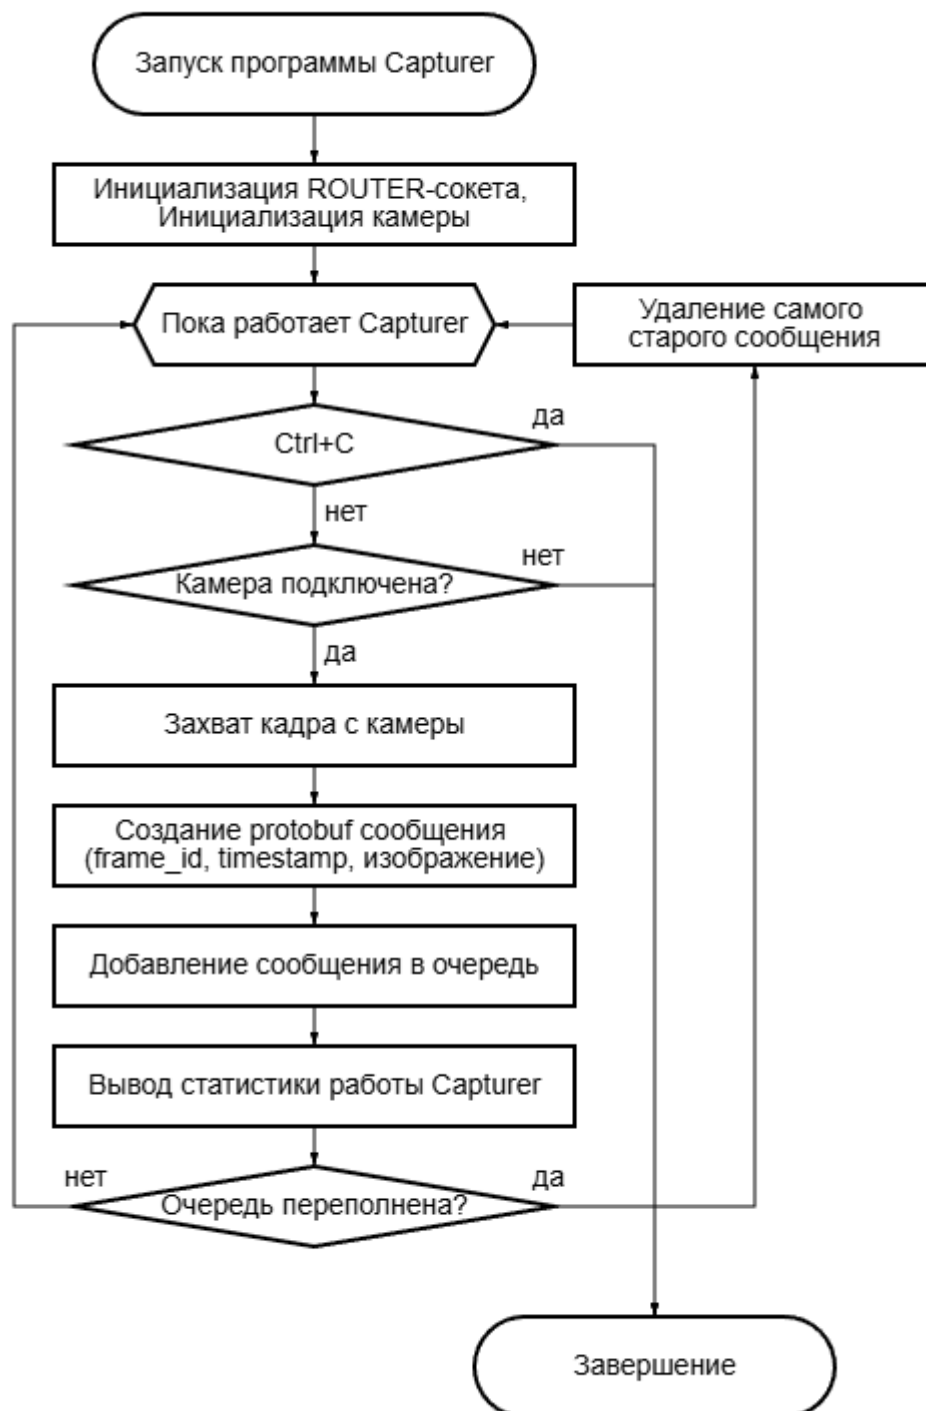 Запуск программы Capturer
Инициализация ROUTER-сокета,
Инициализация камеры
Пока работает Capturer
Удаление самого
старого сообщения
да
Ctrl+C
нет
нет
Камера подключена?
да
Захват кадра с камеры
Создание protobuf сообщения
(frame_id, timestamp, изображение)
Добавление сообщения в очередь
Вывод статистики работы Capturer
нет
да
Очередь переполнена?
Завершение